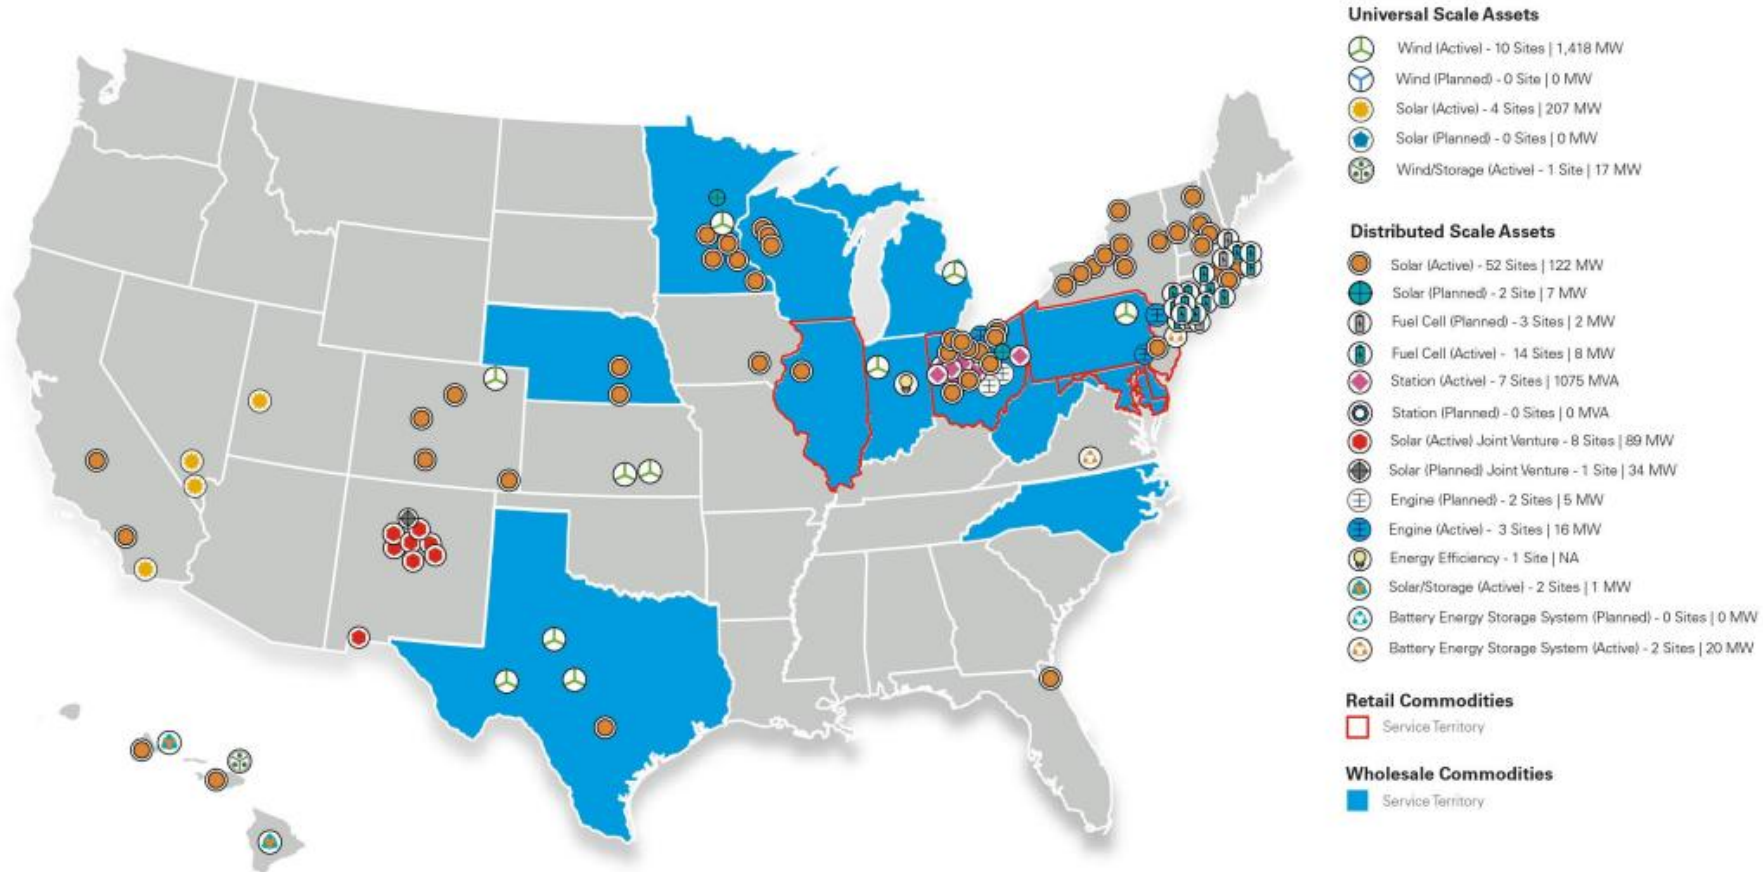 Universal Scale Assets
Wind (Active) - 10 Sites | 1,418 MW
Wind (Planned) - 0 Site | 0 MW
Solar (Active) - 4 Sites | 207 MW
Solar (Planned) - 0 Sites | 0 MW
Wind/Storage (Active) - 1 Site | 17 MW
Distributed Scale Assets
Solar (Active) - 52 Sites | 122 MW
Solar (Planned) - 2 Site | 7 MW
Fuel Cell (Planned) - 3 Sites | 2 MW
Fuel Cell (Active) - 14 Sites | 8 MW
Station (Active) - 7 Sites | 1075 MVA
Station (Planned) - 0 Sites | 0 MVA
Solar (Active) Joint Venture - 8 Sites | 89 MW
Solar (Planned) Joint Venture - 1 Site | 34 MW
Engine (Planned) - 2 Sites | 5 MW
Engine (Active) - 3 Sites | 16 MW
Energy Efficiency - 1 Site | NA
Solar/Storage (Active) - 2 Sites | 1 MW
Battery Energy Storage System (Planned) - 0 Sites | 0 MW
Battery Energy Storage System (Active) - 2 Sites | 20 MW
Retail Commodities
Service Territory
Wholesale Commodities
Service Territory